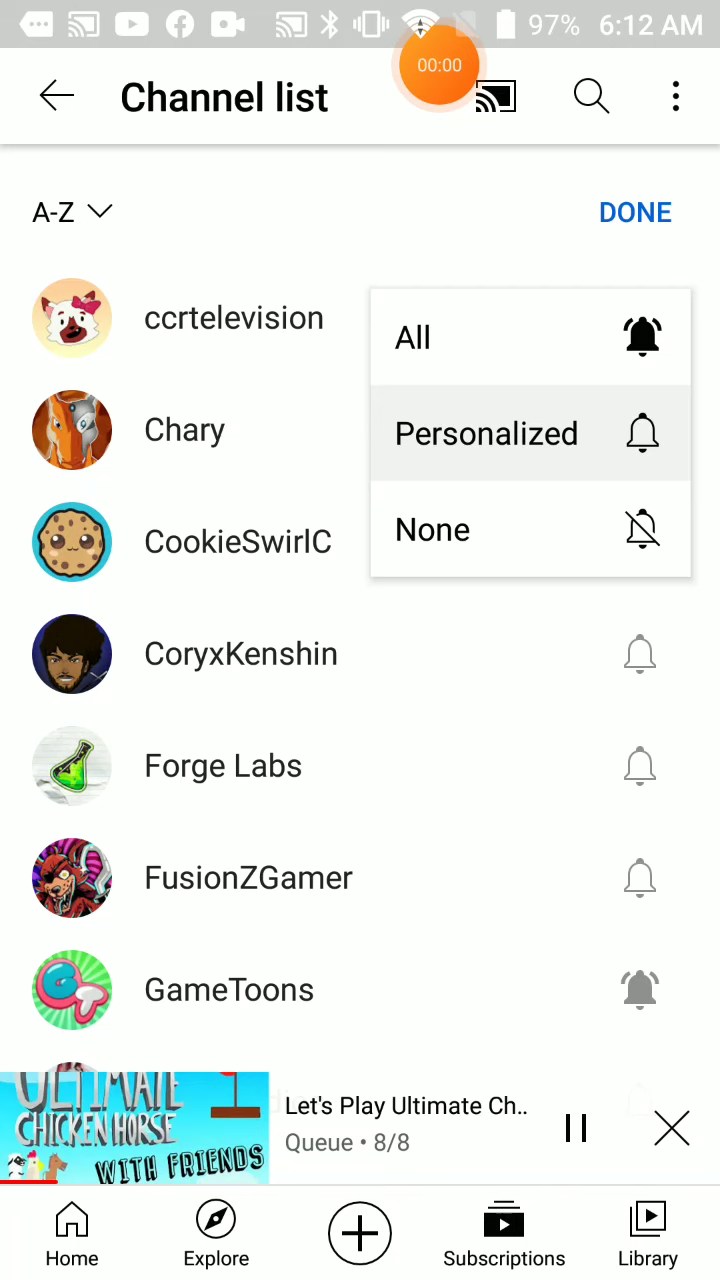 97% 6:12 AM
00:00
Channel list
A-Z
DONE
ccrtelevision
All
Chary
Personalized
CookieSwirlC
None
CoryxKenshin
Forge Labs
FusionZGamer
GameToons
GT
ULTIMATE
CHICKEN HORSE
WITH FRIENDS
Let's Play Ultimate Ch..
Queue • 8/8
Home
Explore
Subscriptions
Library